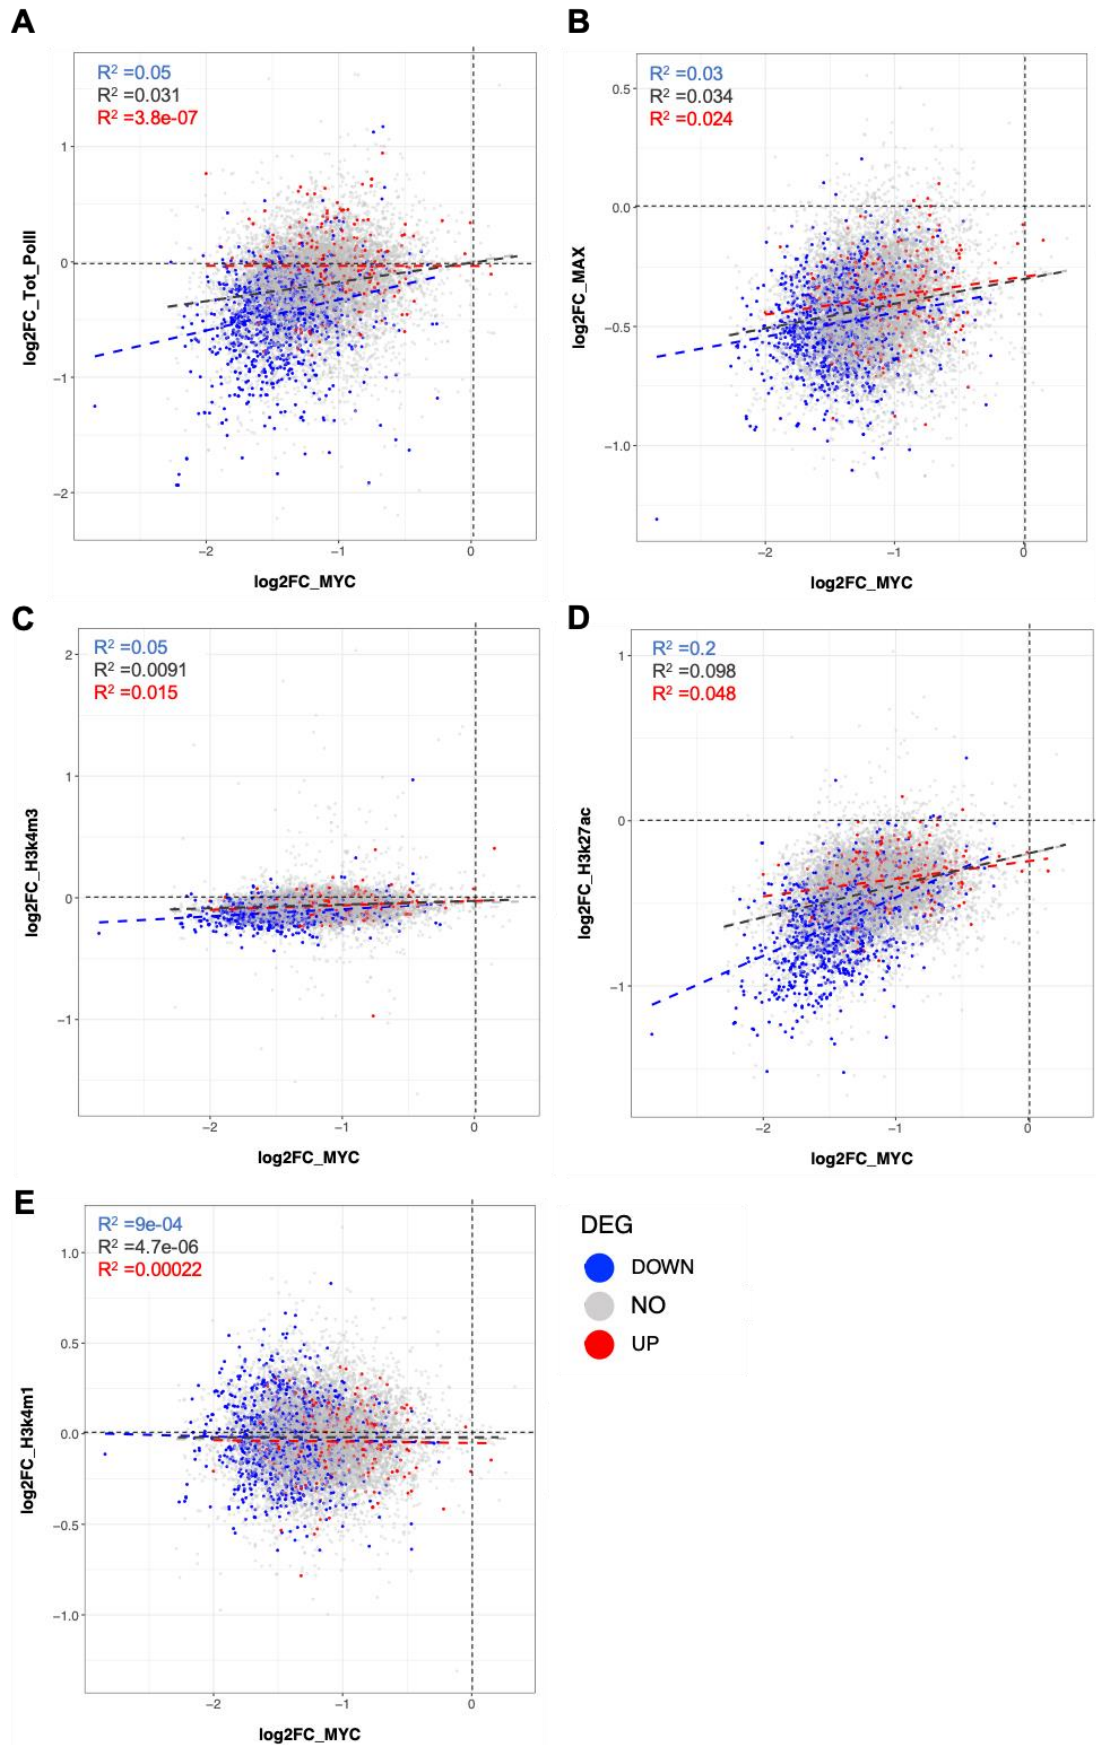 A
R² =0.05
R² =0.031
R² =3.8e-07
1
0
−1
−2
log2FC_Tot_PolII
−2
−1
0
log2FC_MYC
B
R² =0.03
R² =0.034
R² =0.024
0.5
0.0
−0.5
−1.0
log2FC_MAX
−2
−1
0
log2FC_MYC
C
R² =0.05
R² =0.0091
R² =0.015
2
1
0
−1
log2FC_H3k4m3
−2
−1
0
log2FC_MYC
D
R² =0.2
R² =0.098
R² =0.048
1
0
−1
log2FC_H3k27ac
−2
−1
0
log2FC_MYC
E
R² =9e-04
R² =4.7e-06
R² =0.00022
1.0
0.5
0.0
−0.5
−1.0
log2FC_H3k4m1
−2
−1
0
log2FC_MYC
DEG
DOWN
NO
UP